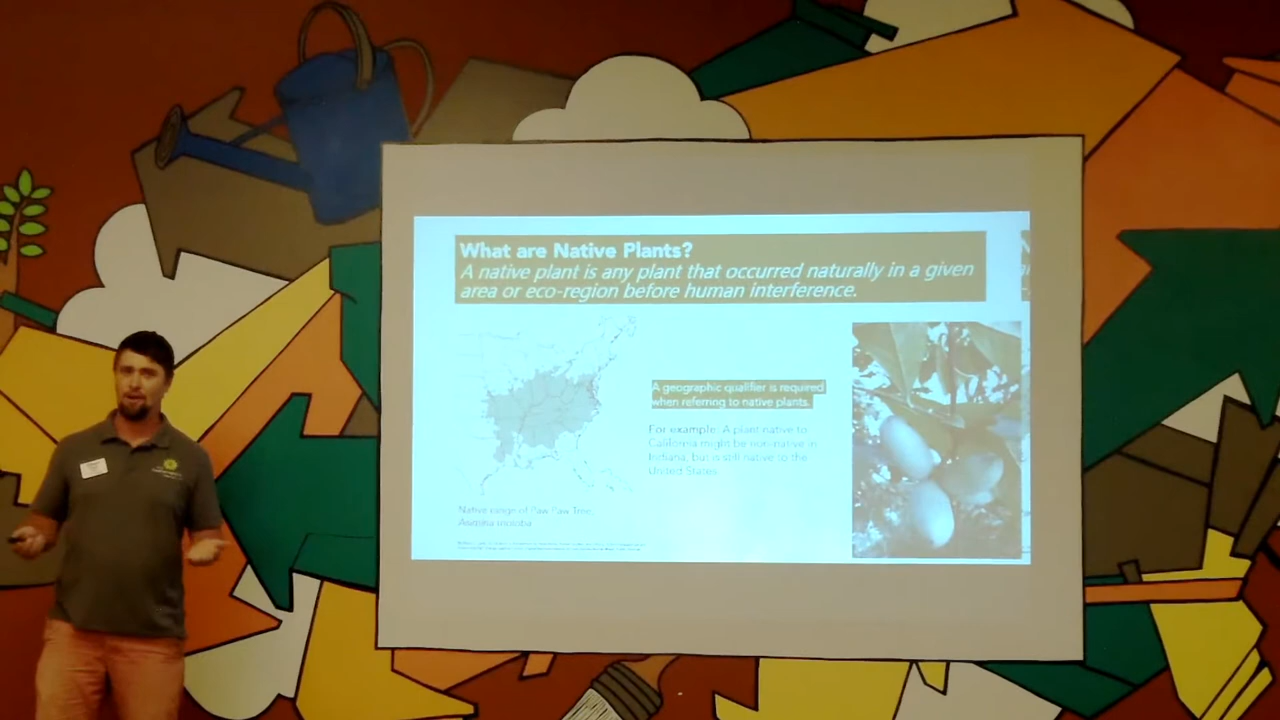 What are Native Plants?
A native plant is any plant that occurred naturally in a given
area or eco-region before human interference.
A geographic qualifier is required
when referring to native plants.
For example: A plant native to
California might be non-native in
Indiana, but is still native to the
United States.
Native range of Paw Paw Tree,
Asimina triloba